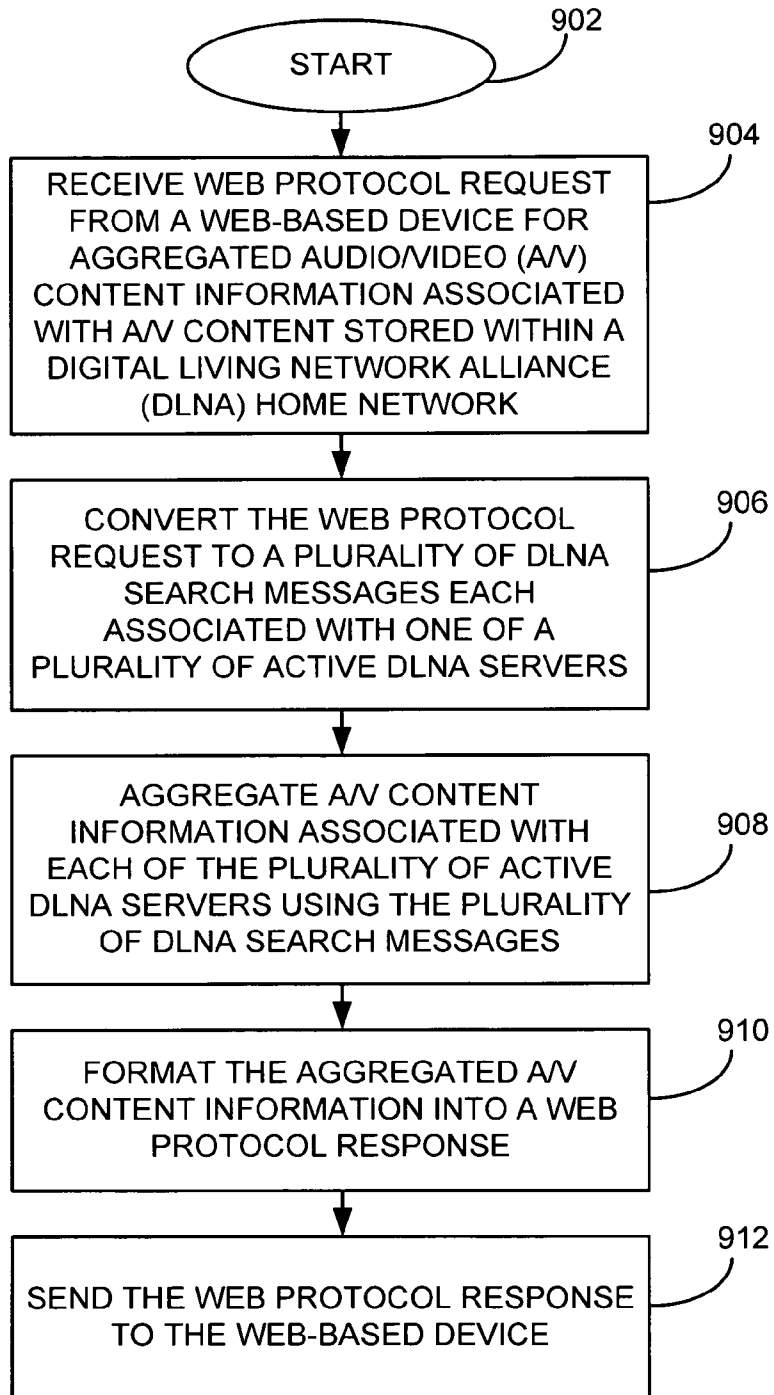 902
START
904
RECEIVE WEB PROTOCOL REQUEST
FROM A WEB-BASED DEVICE FOR
AGGREGATED AUDIO/VIDEO (A/V)
CONTENT INFORMATION ASSOCIATED
WITH A/V CONTENT STORED WITHIN A
DIGITAL LIVING NETWORK ALLIANCE
(DLNA) HOME NETWORK
906
CONVERT THE WEB PROTOCOL
REQUEST TO A PLURALITY OF DLNA
SEARCH MESSAGES EACH
ASSOCIATED WITH ONE OF A
PLURALITY OF ACTIVE DLNA SERVERS
908
AGGREGATE A/V CONTENT
INFORMATION ASSOCIATED WITH
EACH OF THE PLURALITY OF ACTIVE
DLNA SERVERS USING THE PLURALITY
OF DLNA SEARCH MESSAGES
910
FORMAT THE AGGREGATED A/V
CONTENT INFORMATION INTO A WEB
PROTOCOL RESPONSE
912
SEND THE WEB PROTOCOL RESPONSE
TO THE WEB-BASED DEVICE